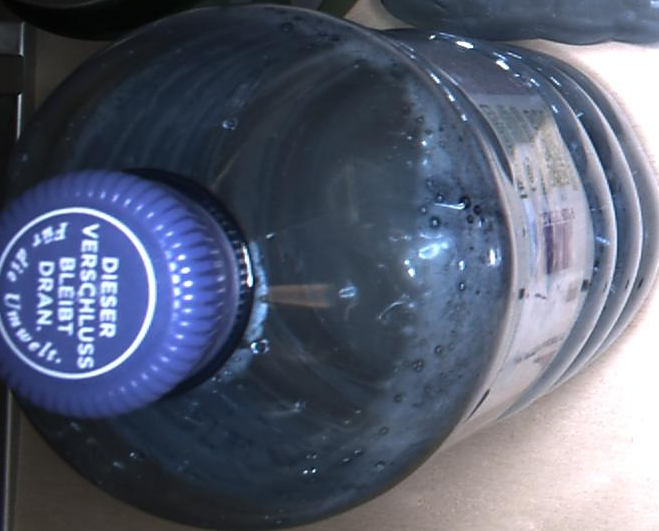 DIESER
VERSCHLUSS
BLEIBT
DRAN.
Für die Umwelt.